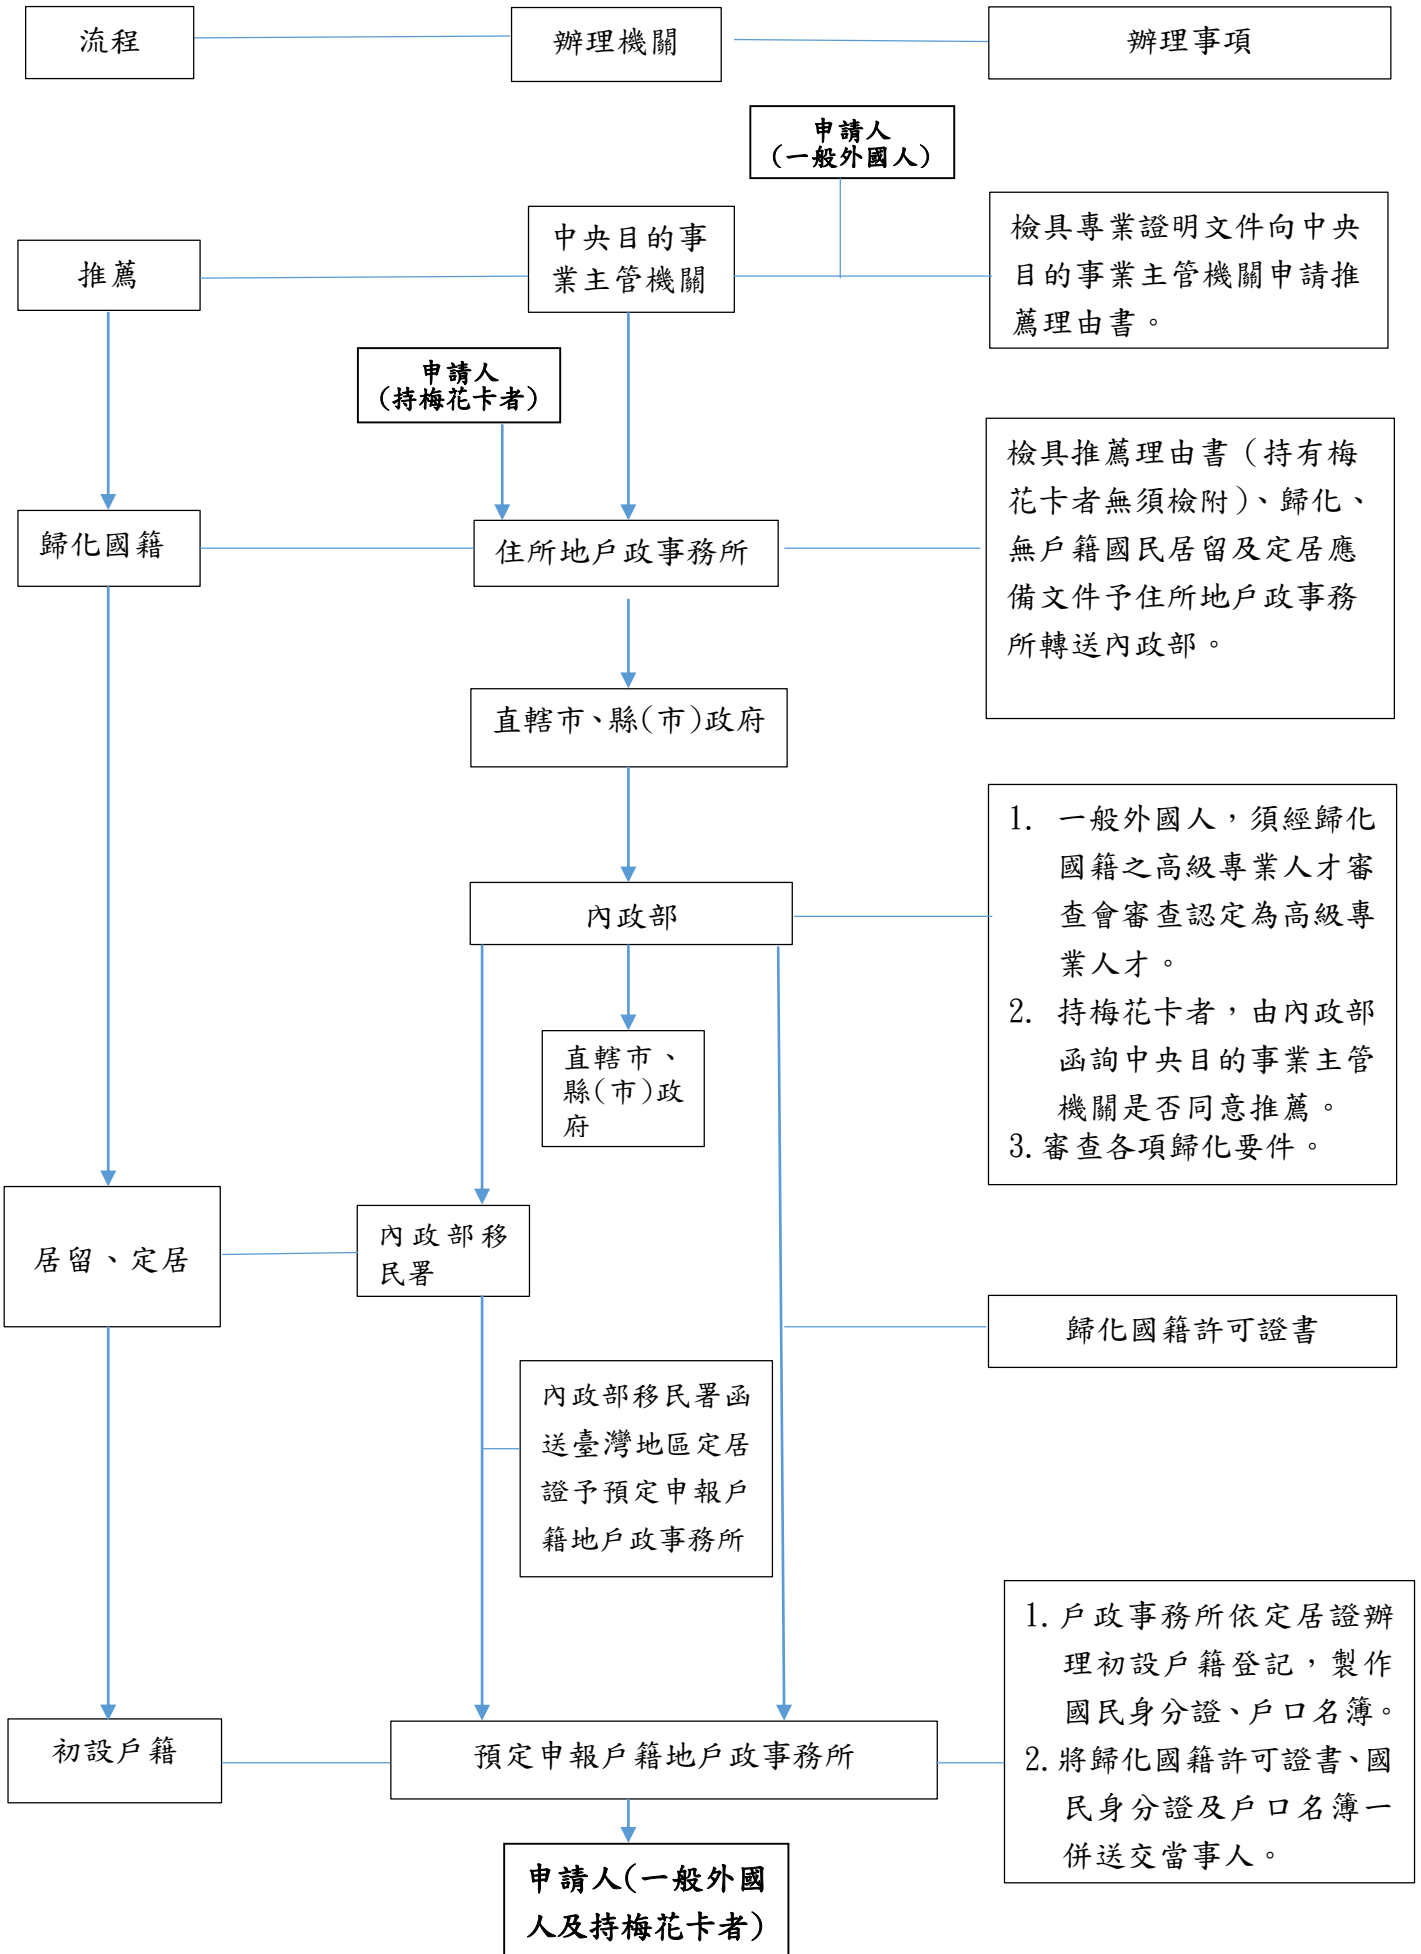 流程
辦理機關
辦理事項
申請人
(一般外國人)
推薦
中央目的事
業主管機關
檢具專業證明文件向中央
目的事業主管機關申請推
薦理由書。
申請人
(持梅花卡者)
歸化國籍
住所地戶政事務所
檢具推薦理由書（持有梅
花卡者無須檢附)、歸化、
無戶籍國民居留及定居應
備文件予住所地戶政事務
所轉送內政部。
直轄市、縣(市)政府
內政部
1. 一般外國人，須經歸化
國籍之高級專業人才審
查會審查認定為高級專
業人才。
2. 持梅花卡者，由內政部
函詢中央目的事業主管
機關是否同意推薦。
3.審查各項歸化要件。
直轄市、
縣(市)政
府
居留、定居
內政部移
民署
歸化國籍許可證書
內政部移民署函
送臺灣地區定居
證予預定申報戶
籍地戶政事務所
初設戶籍
預定申報戶籍地戶政事務所
1.戶政事務所依定居證辦
理初設戶籍登記，製作
國民身分證、戶口名簿。
2.將歸化國籍許可證書、國
民身分證及戶口名簿一
併送交當事人。
申請人(一般外國
人及持梅花卡者)